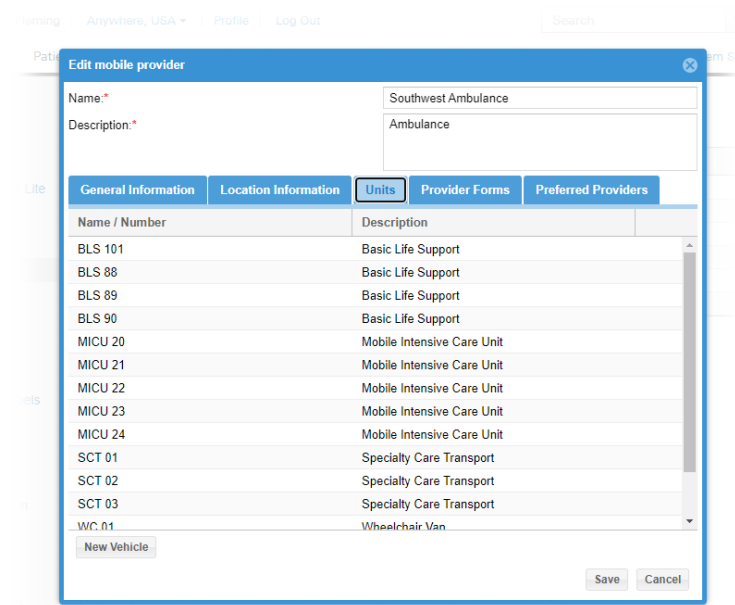 Anywhere, USA Profile Log Out Search
Edit mobile provider
Name:* Southwest Ambulance
Description:* Ambulance
General Information Location Information Units Provider Forms Preferred Providers
Name / Number Description
BLS 101 Basic Life Support
BLS 88 Basic Life Support
BLS 89 Basic Life Support
BLS 90 Basic Life Support
MICU 20 Mobile Intensive Care Unit
MICU 21 Mobile Intensive Care Unit
MICU 22 Mobile Intensive Care Unit
MICU 23 Mobile Intensive Care Unit
MICU 24 Mobile Intensive Care Unit
SCT 01 Specialty Care Transport
SCT 02 Specialty Care Transport
SCT 03 Specialty Care Transport
WC 01 Wheelchair Van
New Vehicle
Save Cancel
Lite